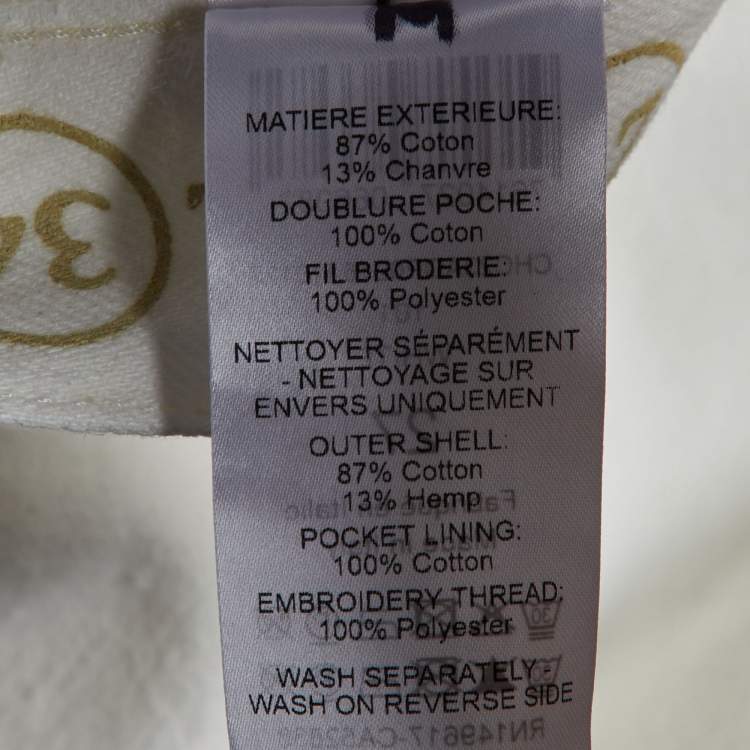 MATIERE EXTERIEURE:
87% Coton
13% Chanvre
DOUBLURE POCHE:
100% Coton
FIL BRODERIE:
100% Polyester
NETTOYER SÉPARÉMENT
- NETTOYAGE SUR
ENVERS UNIQUEMENT
OUTER SHELL:
87% Cotton
13% Hemp
POCKET LINING:
100% Cotton
EMBROIDERY THREAD:
100% Polyester
WASH SEPARATELY -
WASH ON REVERSE SIDE